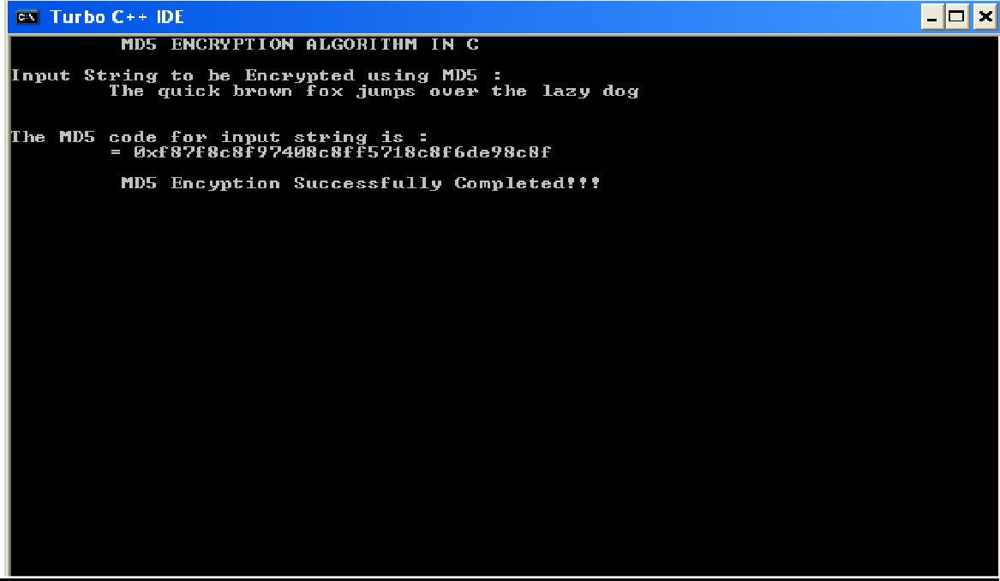 Turbo C++ IDE
MD5 ENCRYPTION ALGORITHM IN C
Input String to be Encrypted using MD5 :
The quick brown fox jumps over the lazy dog
The MD5 code for input string is :
= 0xf87f8c8f97408c8ff5718c8f6de98c8f
MD5 Encyption Successfully Completed!!!